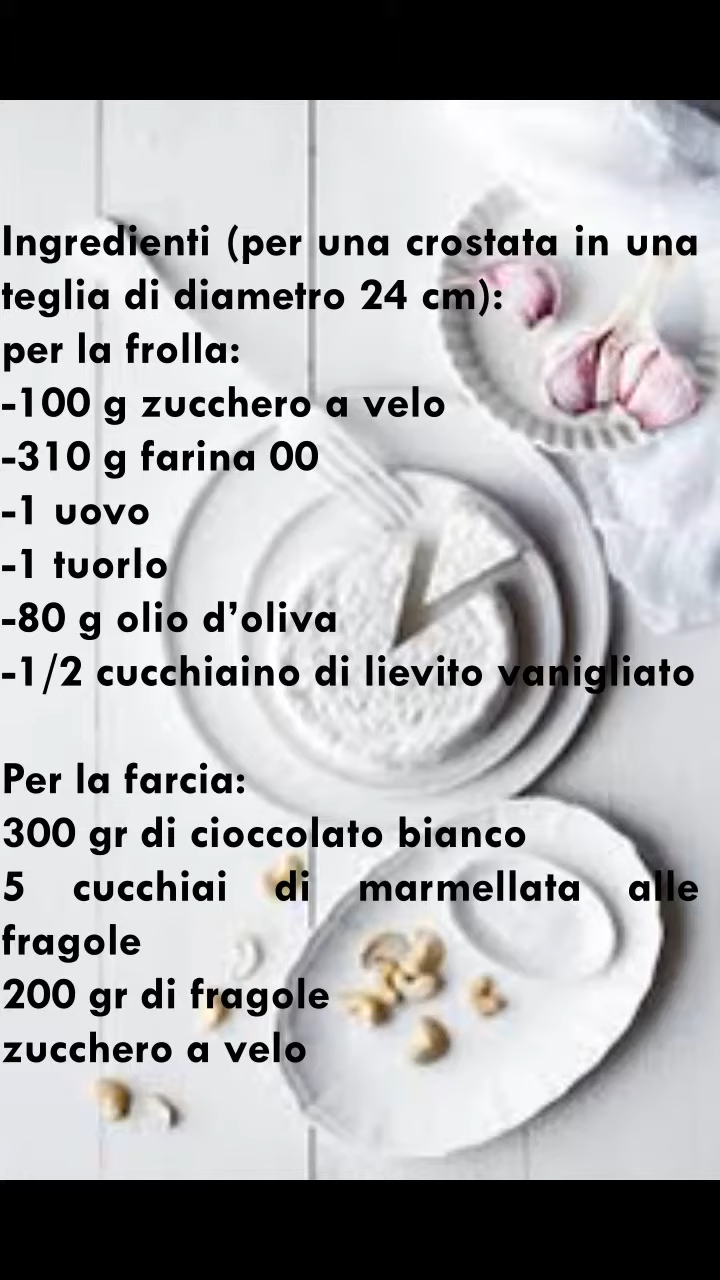 Ingredienti (per una crostata in una
teglia di diametro 24 cm):
per la frolla:
-100 g zucchero a velo
-310 g farina 00
-1 uovo
-1 tuorlo
-80 g olio d’oliva
-1/2 cucchiaino di lievito vanigliato
Per la farcia:
300 gr di cioccolato bianco
5 cucchiai di marmellata alle
fragole
200 gr di fragole
zucchero a velo